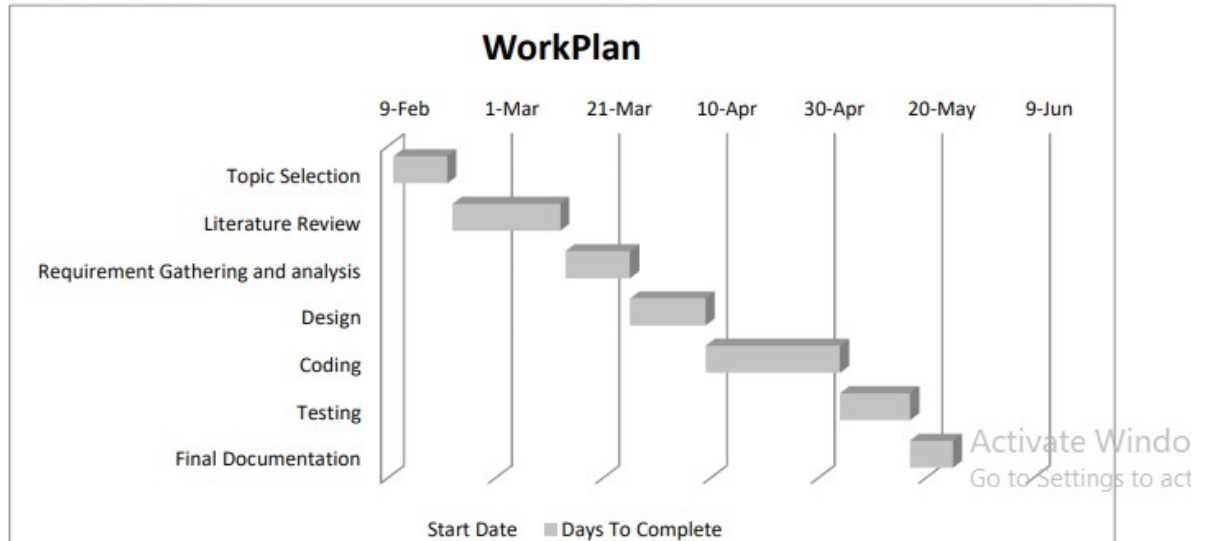 WorkPlan
9-Feb 1-Mar 21-Mar 10-Apr 30-Apr 20-May 9-Jun
Topic Selection
Literature Review
Requirement Gathering and analysis
Design
Coding
Testing
Final Documentation
Activate Windo
Go to Settings to act
Start Date Days To Complete